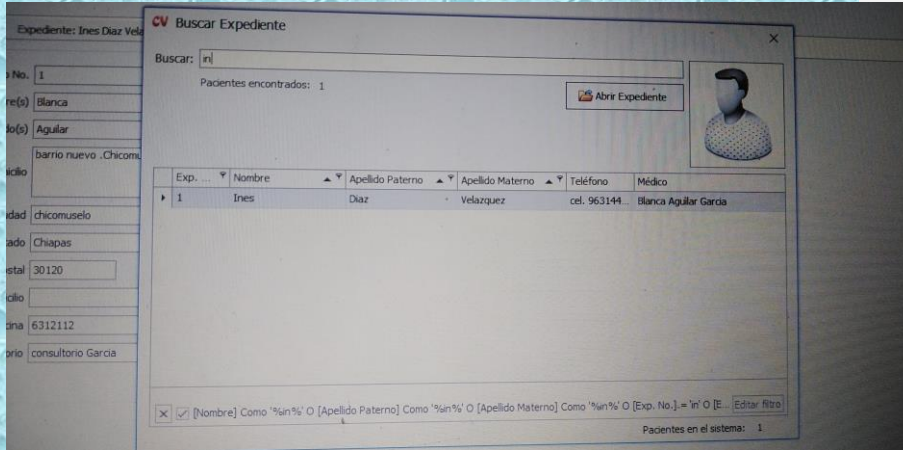 Expediente: Ines Diaz Vela
No. 1
re(s) Blanca
do(s) Aguilar
barrio nuevo .Chicomu
icilio
idad chicomuselo
ado Chiapas
stal 30120
icilio
cina 6312112
orio consultorio Garcia
CV Buscar Expediente
Buscar: in
Pacientes encontrados: 1
Abrir Expediente
Exp. ... Nombre Apellido Paterno Apellido Materno Teléfono Médico
1 Ines Diaz Velazquez cel. 963144... Blanca Aguilar Garcia
[Nombre] Como '%in%' O [Apellido Paterno] Como '%in%' O [Apellido Materno] Como '%in%' O [Exp. No.] = 'in' O [E... Editar filtro
Pacientes en el sistema: 1